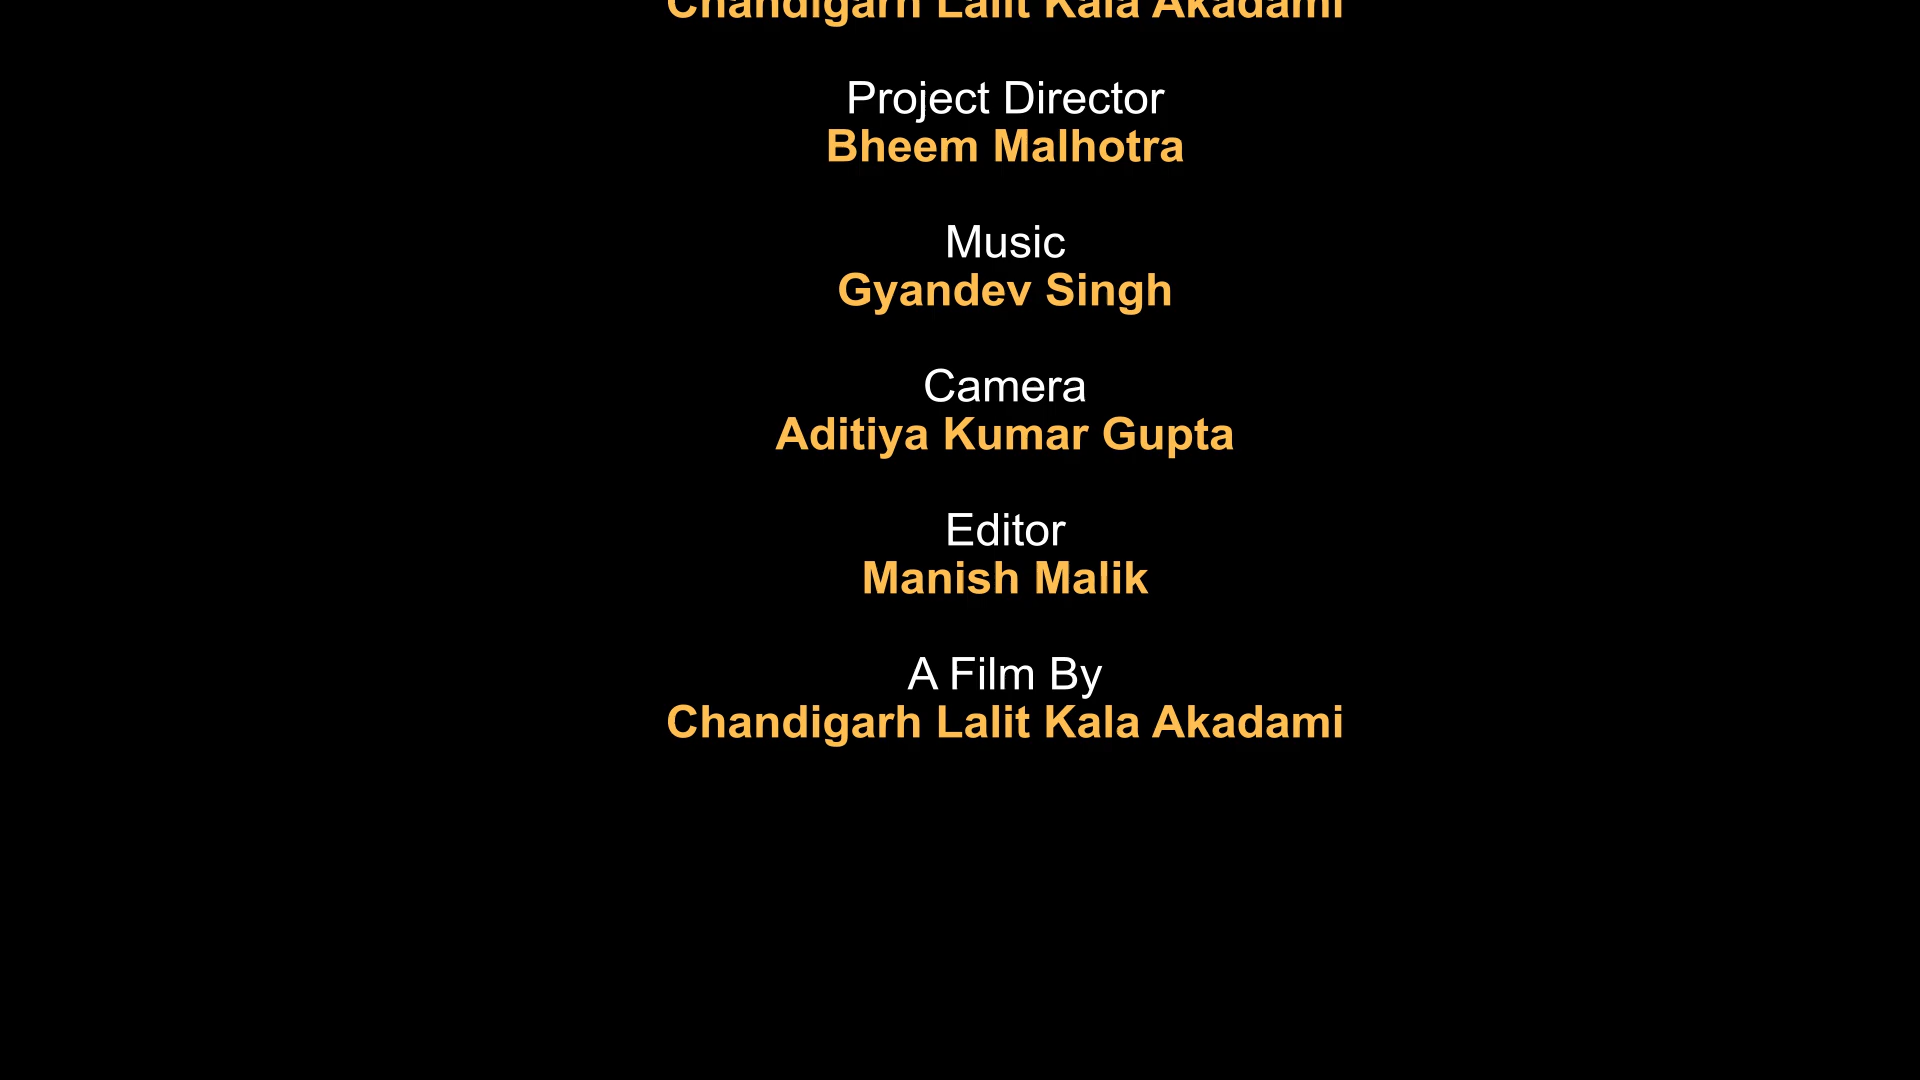 Chandigarh Lalit Kala Akadami
Project Director
Bheem Malhotra
Music
Gyandev Singh
Camera
Aditiya Kumar Gupta
Editor
Manish Malik
A Film By
Chandigarh Lalit Kala Akadami